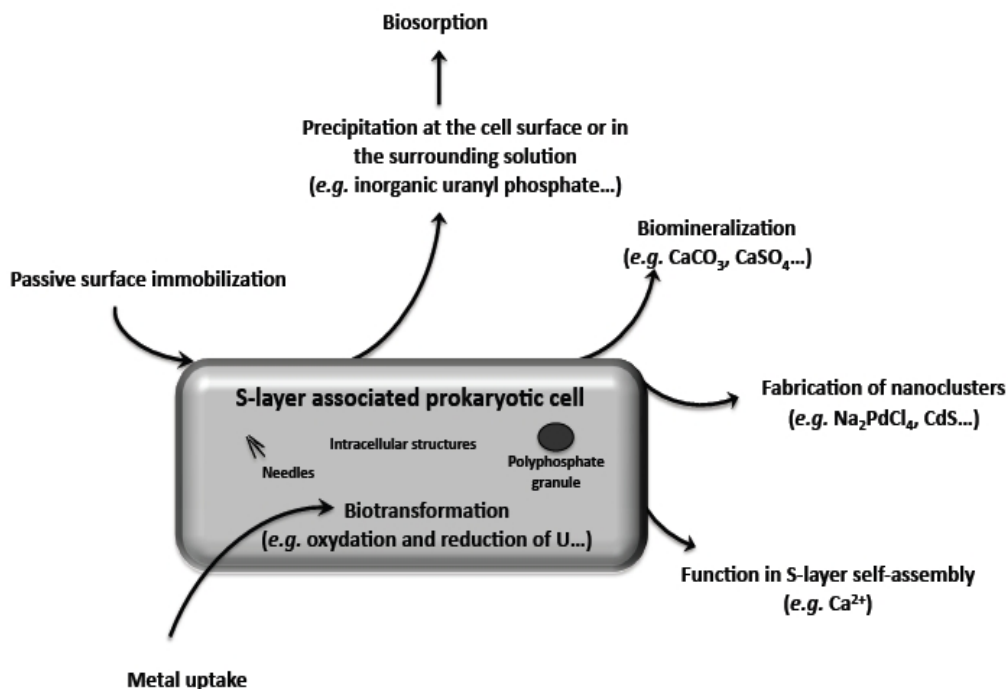 Biosorption
Precipitation at the cell surface or in
the surrounding solution
(e.g. inorganic uranyl phosphate...)
Biomineralization
(e.g. CaCO₃, CaSO₄...)
Passive surface immobilization
S-layer associated prokaryotic cell
Fabrication of nanoclusters
(e.g. Na₂PdCl₄, CdS...)
Intracellular structures
Needles
Polyphosphate
granule
Biotransformation
(e.g. oxydation and reduction of U...)
Function in S-layer self-assembly
(e.g. Ca²⁺)
Metal uptake